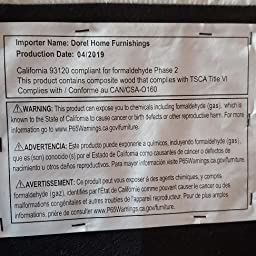 Importer Name: Dorel Home Furnishings
Production Date: 04/2019
California 93120 compliant for formaldehyde Phase 2
This product contains composite wood that complies with TSCA Title VI
Complies with / Conforme au CAN/CSA-O160
⚠WARNING: This product can expose you to chemicals including formaldehyde (gas), which is
known to the State of California to cause cancer or birth defects or other reproductive harm. For more
information go to www.P65Warnings.ca.gov/furniture.
⚠ADVERTENCIA: Este producto puede exponerle a químicos, incluyendo formaldehyde (gas),
que es (son) conocido (s) por el Estado de California como causantes de cáncer o defectos de
nacimiento u otros daños reproductivos. Para mayor información visite P65Warnings.ca.gov/furniture.
⚠AVERTISSEMENT: Ce produit peut vous exposer à des agents chimiques, y compris
formaldehyde (gaz), identifiés par l'État de Californie comme pouvant causer le cancer ou des
malformations congénitales et autres troubles de l'appareil reproducteur. Pour de plus amples
informations, prière de consulter www.P65Warnings.ca.gov/furniture.